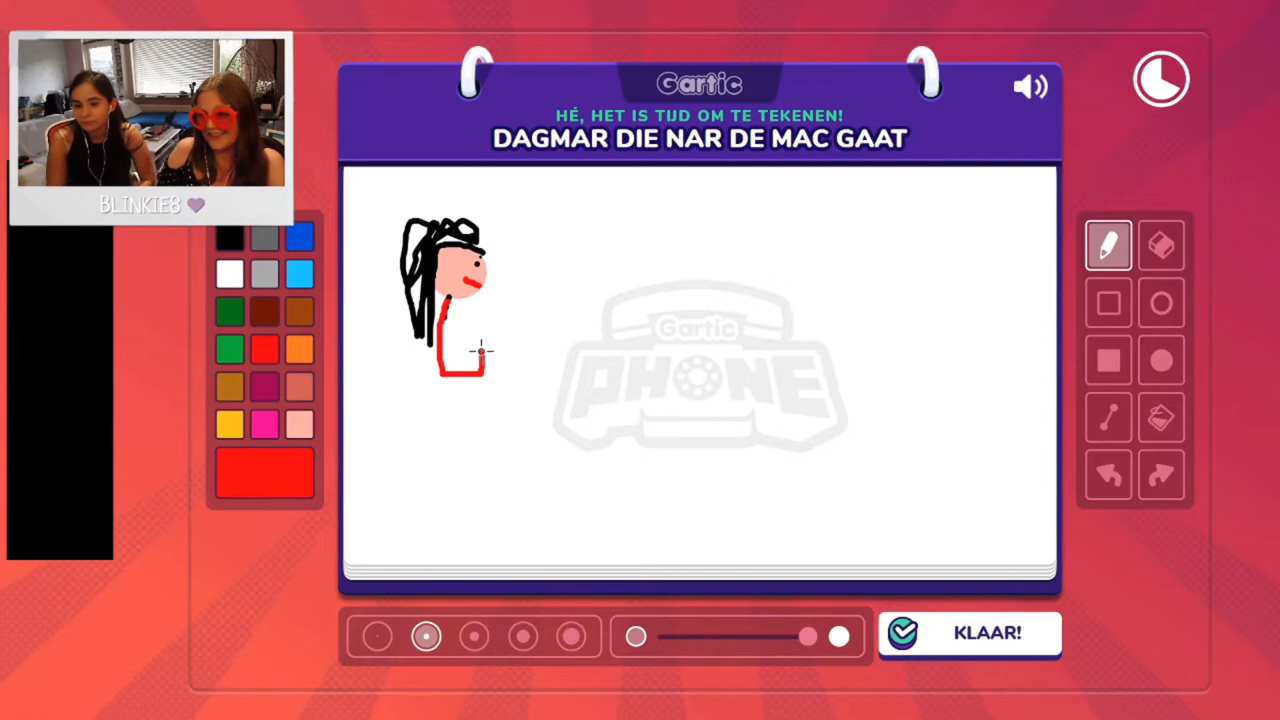 Gartic
HÉ, HET IS TIJD OM TE TEKENEN!
DAGMAR DIE NAR DE MAC GAAT
BLINKIE8
Gartic
PHONE
KLAAR!